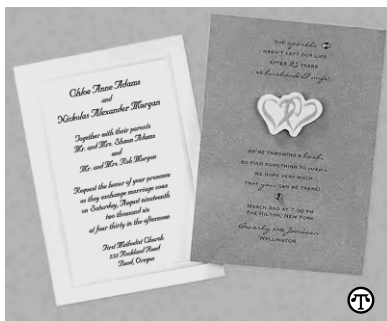 Chloe Anne Adams
and
Nickolas Alexander Morgan
Together with their parents
Mr. and Mrs. Shawn Adams
and
Mr. and Mrs. Rob Morgan
Request the honor of your presence
as they exchange marriage vows
on Saturday, August nineteenth
two thousand six
at four thirty in the afternoon
First Methodist Church
Road
Bend, Oregon
THE sparkle
HASN'T LEFT OUR LIFE
AFTER 25 YEARS
AS husband & wife
WE'RE THROWING A bash,
SO FIND SOMETHING TO wear
WE HOPE VERY MUCH
THAT you CAN BE THERE!
MARCH 3RD AT 7:00 PM
THE HILTON, NEW YORK
Beverly
WELLINGTON